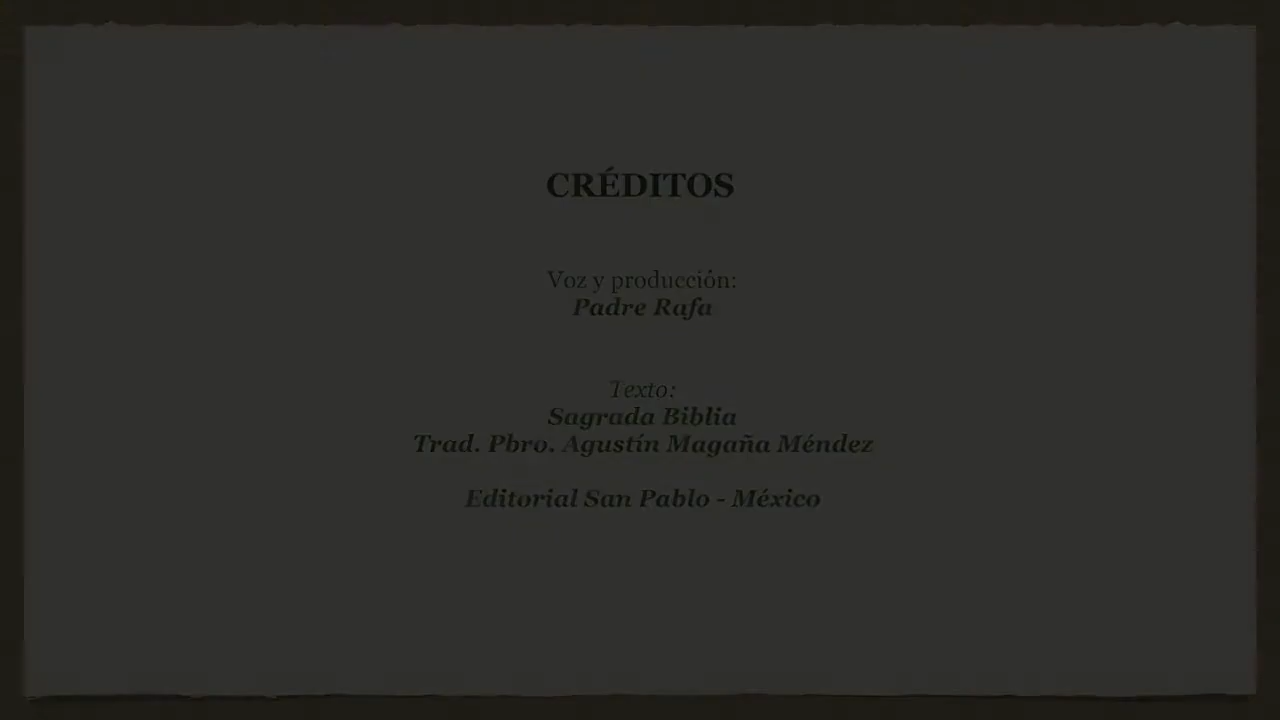 CRÉDITOS
Voz y producción:
Padre Rafa
Texto:
Sagrada Biblia
Trad. Pbro. Agustín Magaña Méndez
Editorial San Pablo - México